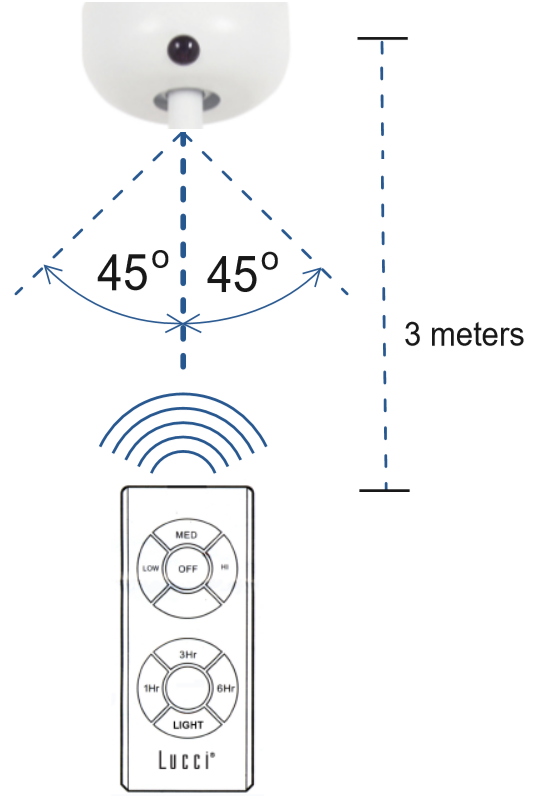 45° 45°
3 meters
MED
LOW OFF HI
3Hr
1Hr 6Hr
LIGHT
Lucci®